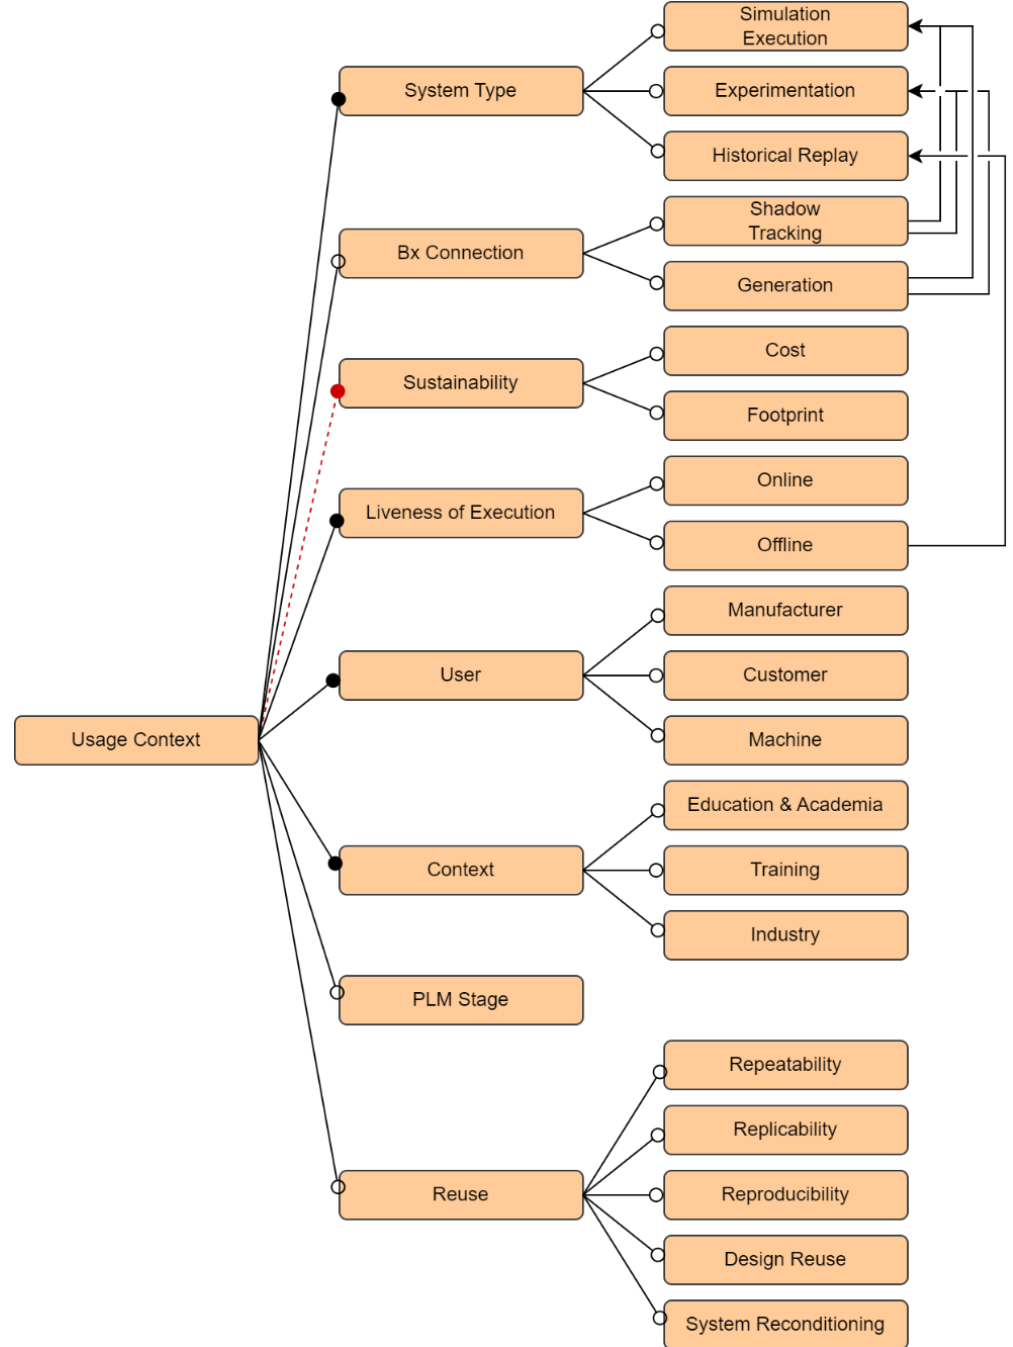 Simulation
Execution
System Type
Experimentation
Historical Replay
Shadow
Tracking
Bx Connection
Generation
Cost
Sustainability
Footprint
Online
Liveness of Execution
Offline
Manufacturer
User
Customer
Machine
Usage Context
Education & Academia
Context
Training
Industry
PLM Stage
Repeatability
Replicability
Reuse
Reproducibility
Design Reuse
System Reconditioning